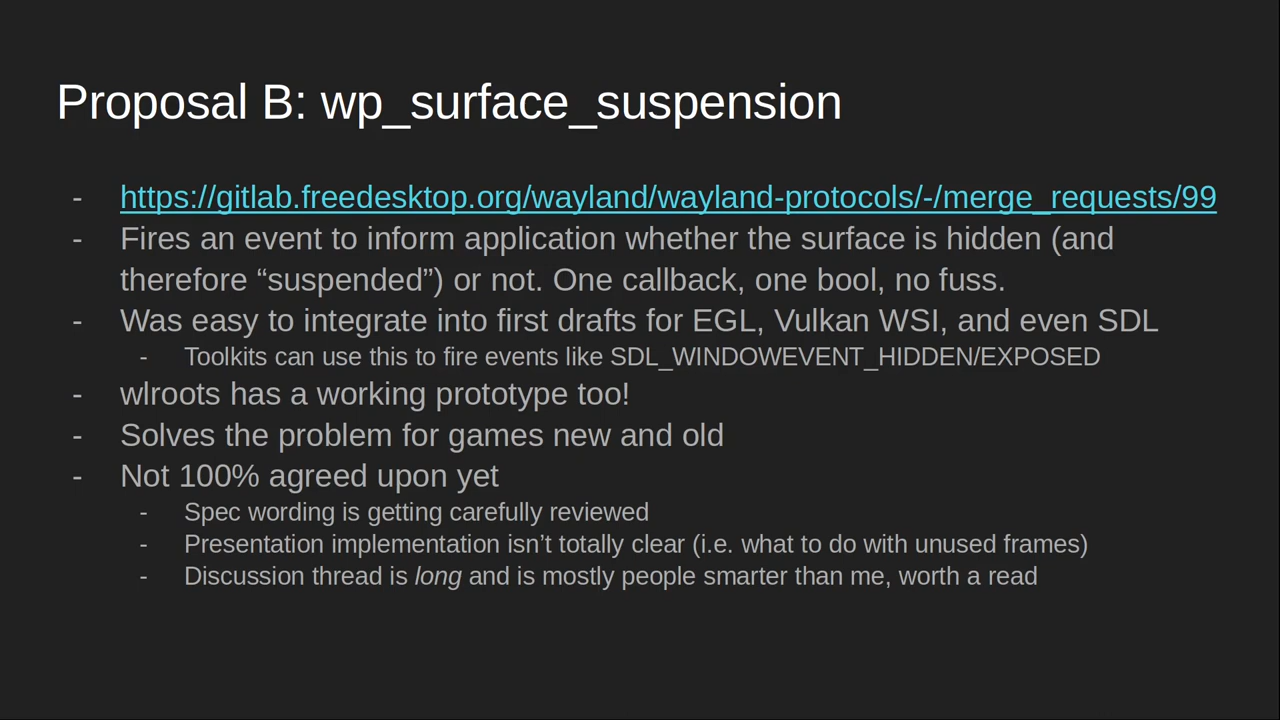 Proposal B: wp_surface_suspension
- https://gitlab.freedesktop.org/wayland/wayland-protocols/-/merge_requests/99
- Fires an event to inform application whether the surface is hidden (and
therefore “suspended”) or not. One callback, one bool, no fuss.
- Was easy to integrate into first drafts for EGL, Vulkan WSI, and even SDL
- Toolkits can use this to fire events like SDL_WINDOWEVENT_HIDDEN/EXPOSED
- wlroots has a working prototype too!
- Solves the problem for games new and old
- Not 100% agreed upon yet
- Spec wording is getting carefully reviewed
- Presentation implementation isn’t totally clear (i.e. what to do with unused frames)
- Discussion thread is long and is mostly people smarter than me, worth a read